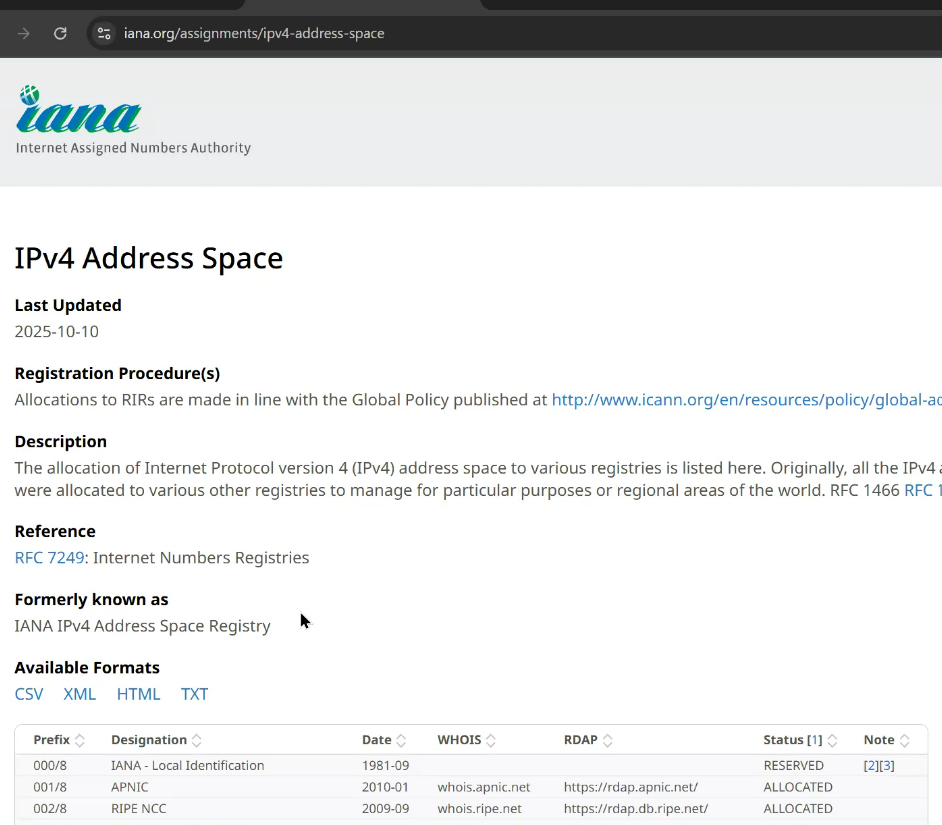 iana.org/assignments/ipv4-address-space
iana
Internet Assigned Numbers Authority
IPv4 Address Space
Last Updated
2025-10-10
Registration Procedure(s)
Allocations to RIRs are made in line with the Global Policy published at http://www.icann.org/en/resources/policy/global-ad
Description
The allocation of Internet Protocol version 4 (IPv4) address space to various registries is listed here. Originally, all the IPv4
were allocated to various other registries to manage for particular purposes or regional areas of the world. RFC 1466 RFC 1
Reference
RFC 7249: Internet Numbers Registries
Formerly known as
IANA IPv4 Address Space Registry
Available Formats
CSV XML HTML TXT
Prefix Designation Date WHOIS RDAP Status [1] Note
000/8 IANA - Local Identification 1981-09 RESERVED [2][3]
001/8 APNIC 2010-01 whois.apnic.net https://rdap.apnic.net/ ALLOCATED
002/8 RIPE NCC 2009-09 whois.ripe.net https://rdap.db.ripe.net/ ALLOCATED